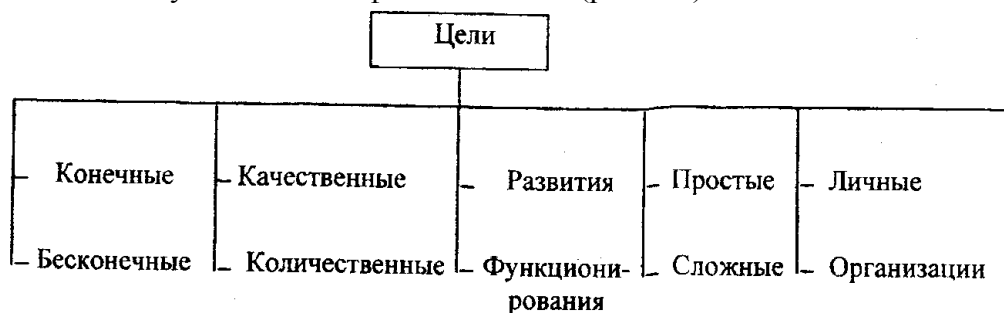 Цели
Конечные Качественные Развития Простые Личные
Бесконечные Количественные Функциони- Сложные Организации
рования